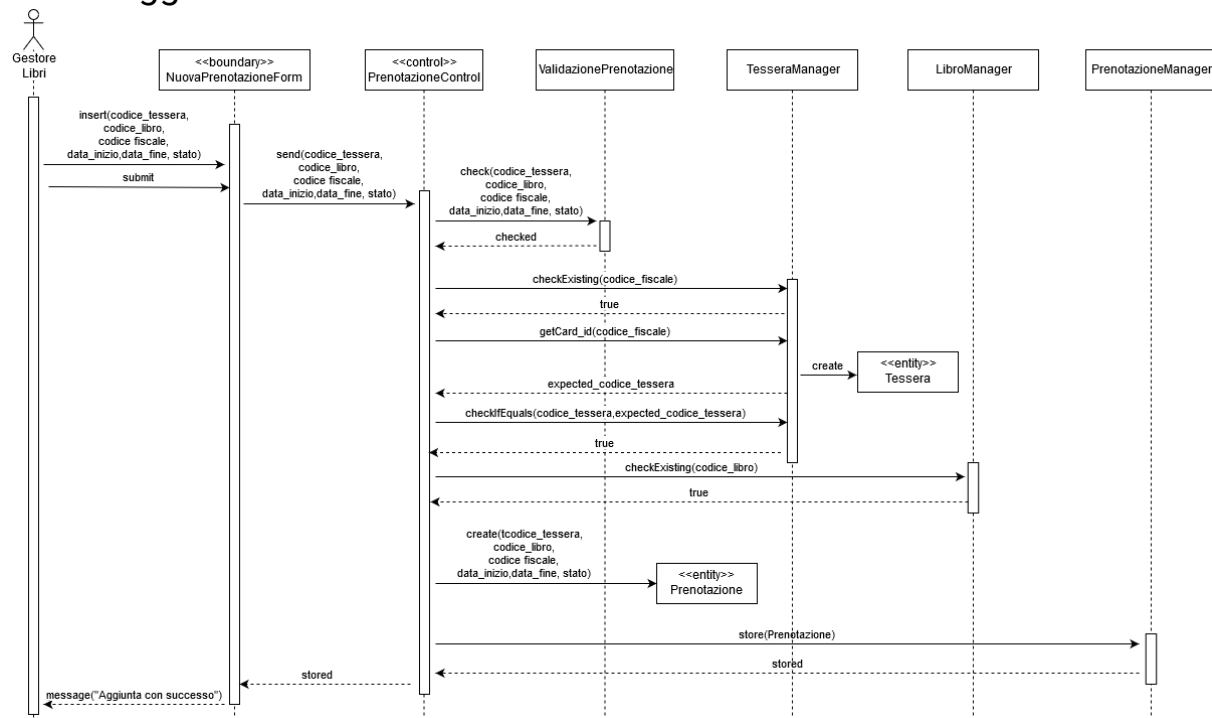 Gestore
Libri
<<boundary>>
NuovaPrenotazioneForm
<<control>>
PrenotazioneControl
ValidazionePrenotazione
TesseraManager
LibroManager
PrenotazioneManager
insert(codice_tessera,
codice_libro,
codice fiscale,
data_inizio,data_fine, stato)
submit
send(codice_tessera,
codice_libro,
codice fiscale,
data_inizio,data_fine, stato)
check(codice_tessera,
codice_libro,
codice fiscale,
data_inizio,data_fine, stato)
checked
checkExisting(codice_fiscale)
true
getCard_id(codice_fiscale)
create
<<entity>>
Tessera
expected_codice_tessera
checkIfEquals(codice_tessera,expected_codice_tessera)
true
checkExisting(codice_libro)
true
create(tcodice_tessera,
codice_libro,
codice fiscale,
data_inizio,data_fine, stato)
<<entity>>
Prenotazione
store(Prenotazione)
stored
stored
message("Aggiunta con successo")